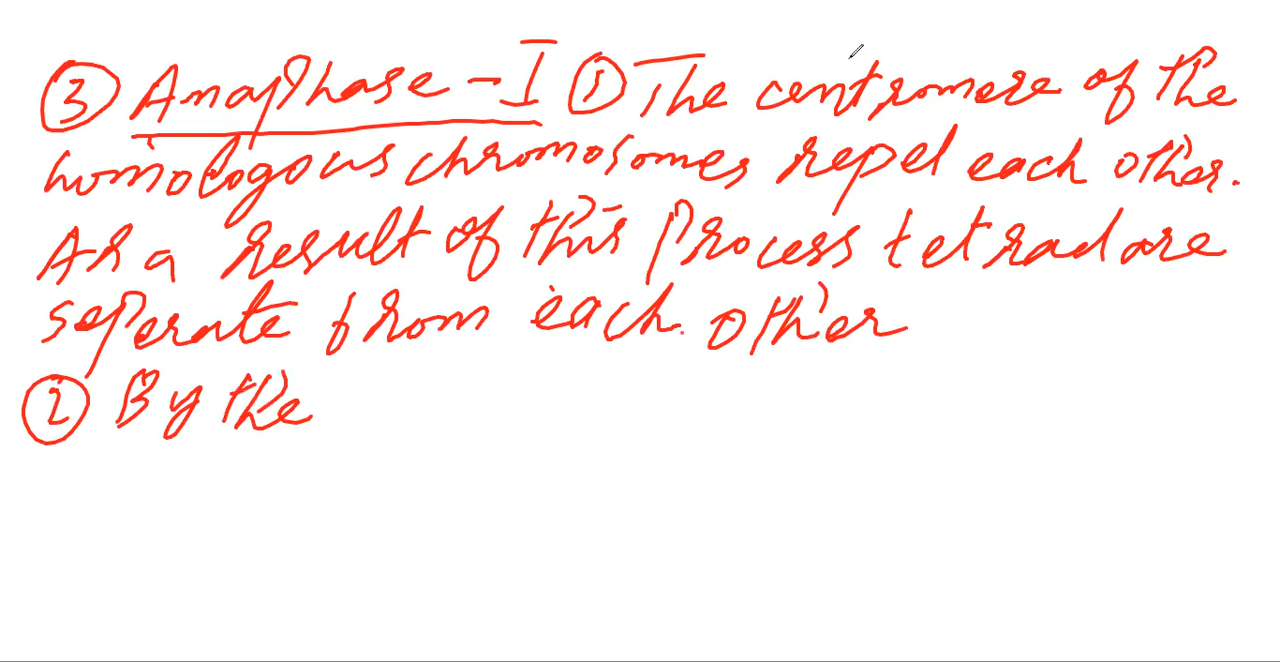 ③ Anaphase-I ① The centromere of the
homologous chromosomes repel each other.
As a result of this process tetrad are
seperate from each. other
② By the